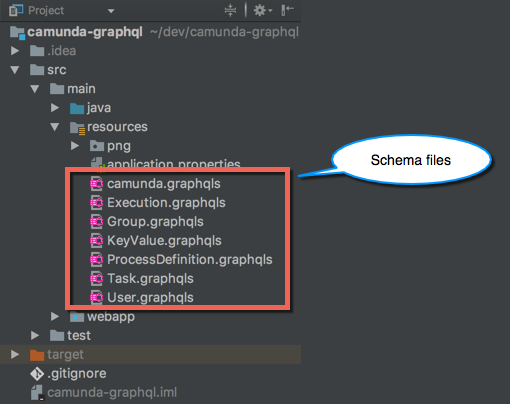 Project
camunda-graphql ~/dev/camunda-graphql
.idea
src
main
java
resources
png
application.properties
Schema files
camunda.graphqls
Execution.graphqls
Group.graphqls
KeyValue.graphqls
ProcessDefinition.graphqls
Task.graphqls
User.graphqls
webapp
test
target
.gitignore
camunda-graphql.iml